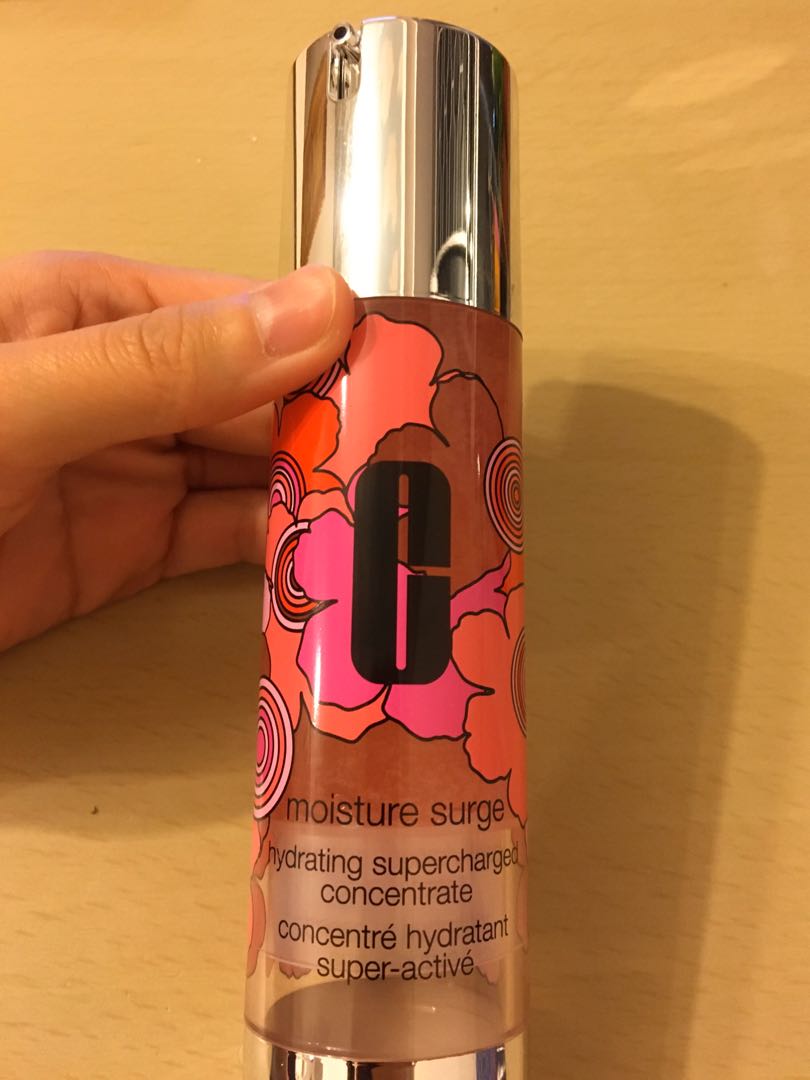 C
moisture surge
hydrating supercharged
concentrate
concentré hydratant
super-activé